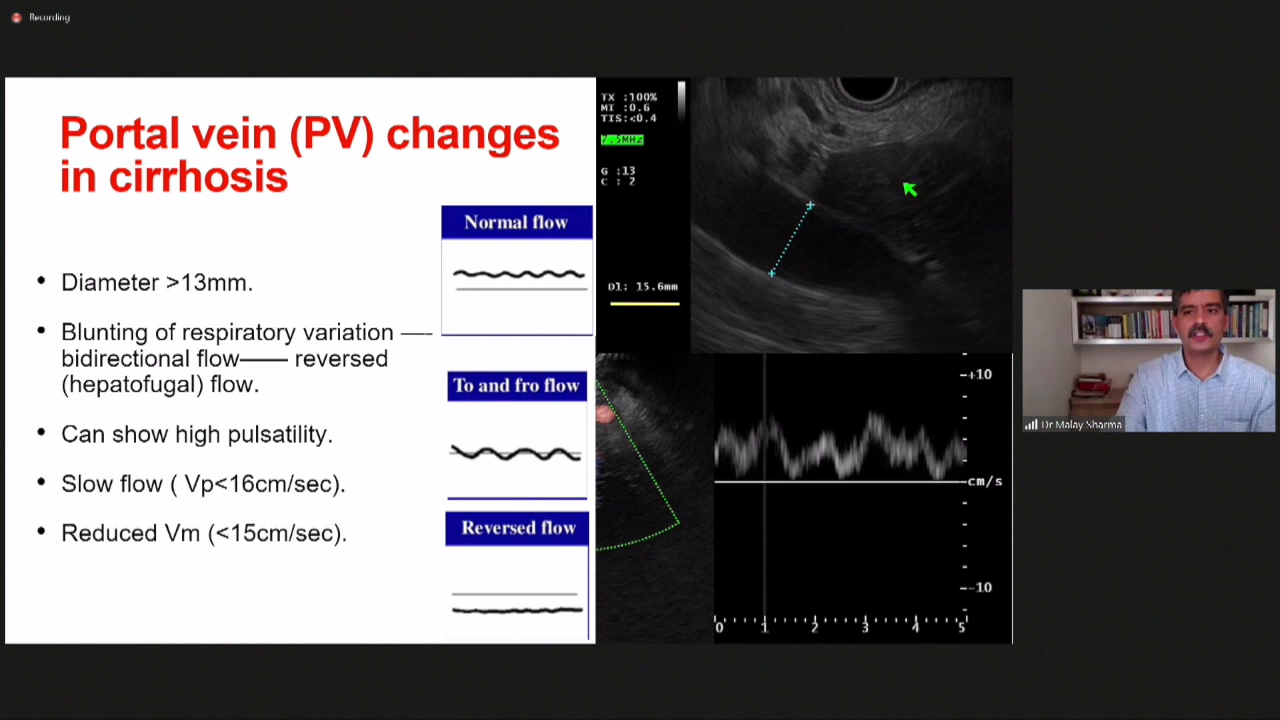 Recording
Portal vein (PV) changes
in cirrhosis
• Diameter >13mm.
• Blunting of respiratory variation —–
bidirectional flow—— reversed
(hepatofugal) flow.
• Can show high pulsatility.
• Slow flow ( Vp<16cm/sec).
• Reduced Vm (<15cm/sec).
Normal flow
To and fro flow
Reversed flow
TX :100%
MI :0.6
TIS:<0.4
7.5MHz
G :13
C : 2
D1: 15.6mm
+10
cm/s
-10
0 1 2 3 4 5
Dr Malay Sharma